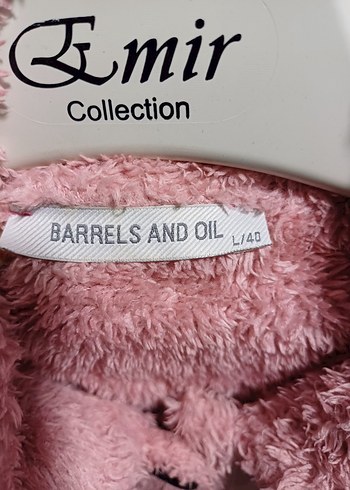 Emir
Collection
BARRELS AND OIL L/40